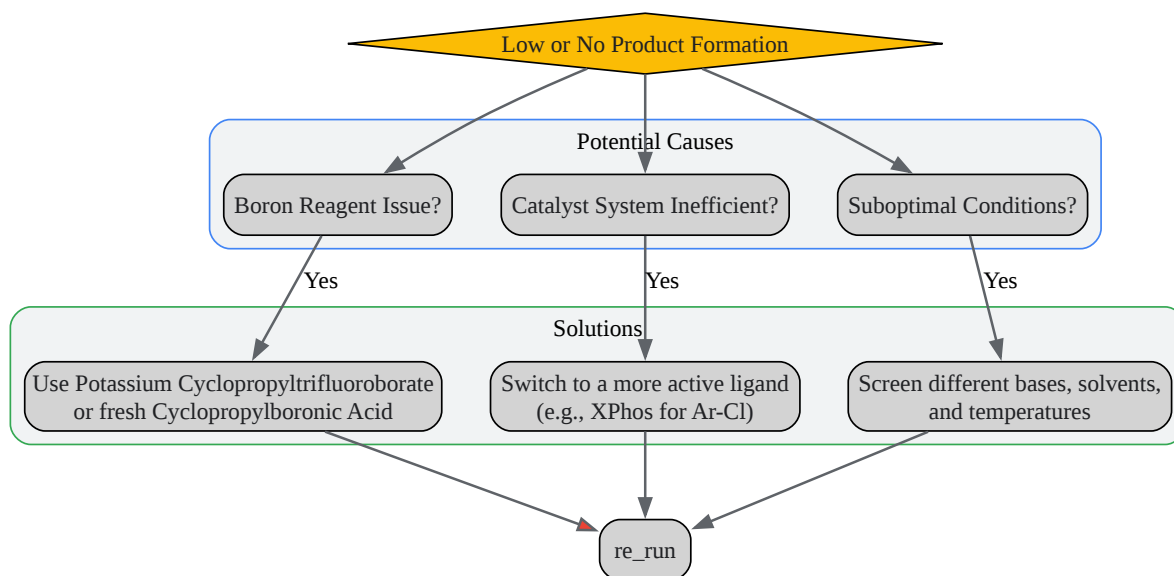 Low or No Product Formation
Potential Causes
Boron Reagent Issue?
Catalyst System Inefficient?
Suboptimal Conditions?
Yes
Yes
Yes
Solutions
Use Potassium Cyclopropyltrifluoroborate
or fresh Cyclopropylboronic Acid
Switch to a more active ligand
(e.g., XPhos for Ar-Cl)
Screen different bases, solvents,
and temperatures
re_run